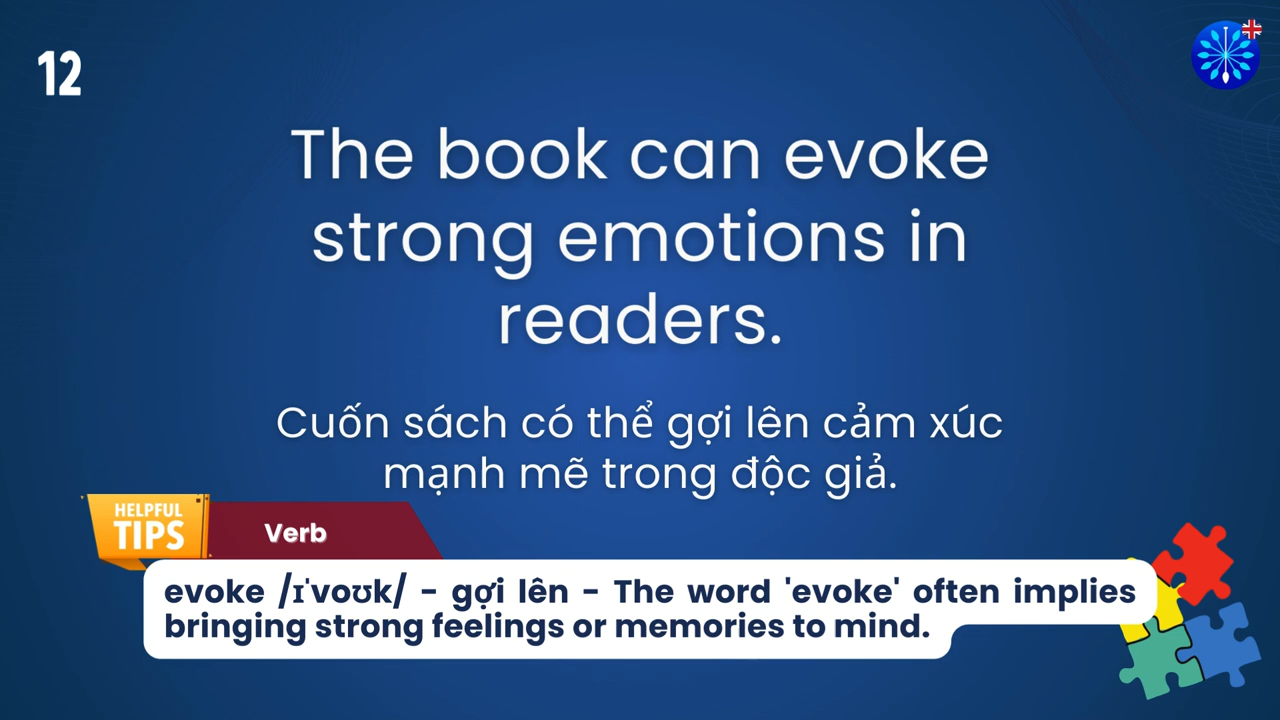 12
The book can evoke
strong emotions in
readers.
Cuốn sách có thể gợi lên cảm xúc
mạnh mẽ trong độc giả.
HELPFUL
TIPS
Verb
evoke /ɪˈvoʊk/ - gợi lên - The word 'evoke' often implies
bringing strong feelings or memories to mind.